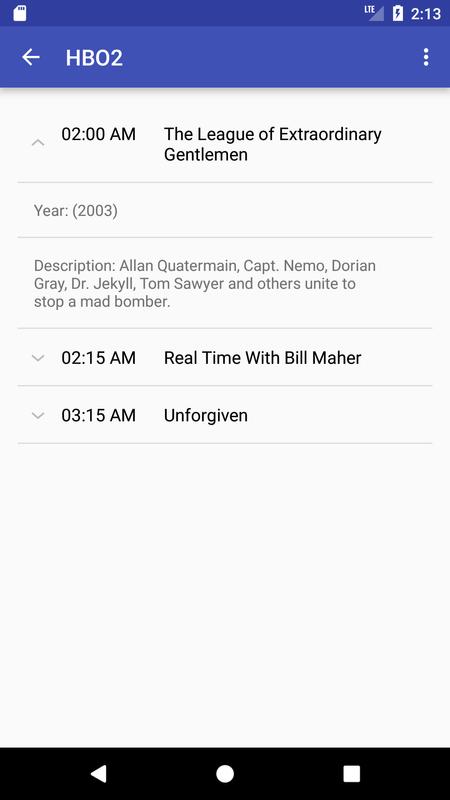 LTE 2:13
HBO2
02:00 AM The League of Extraordinary
Gentlemen
Year: (2003)
Description: Allan Quatermain, Capt. Nemo, Dorian
Gray, Dr. Jekyll, Tom Sawyer and others unite to
stop a mad bomber.
02:15 AM Real Time With Bill Maher
03:15 AM Unforgiven